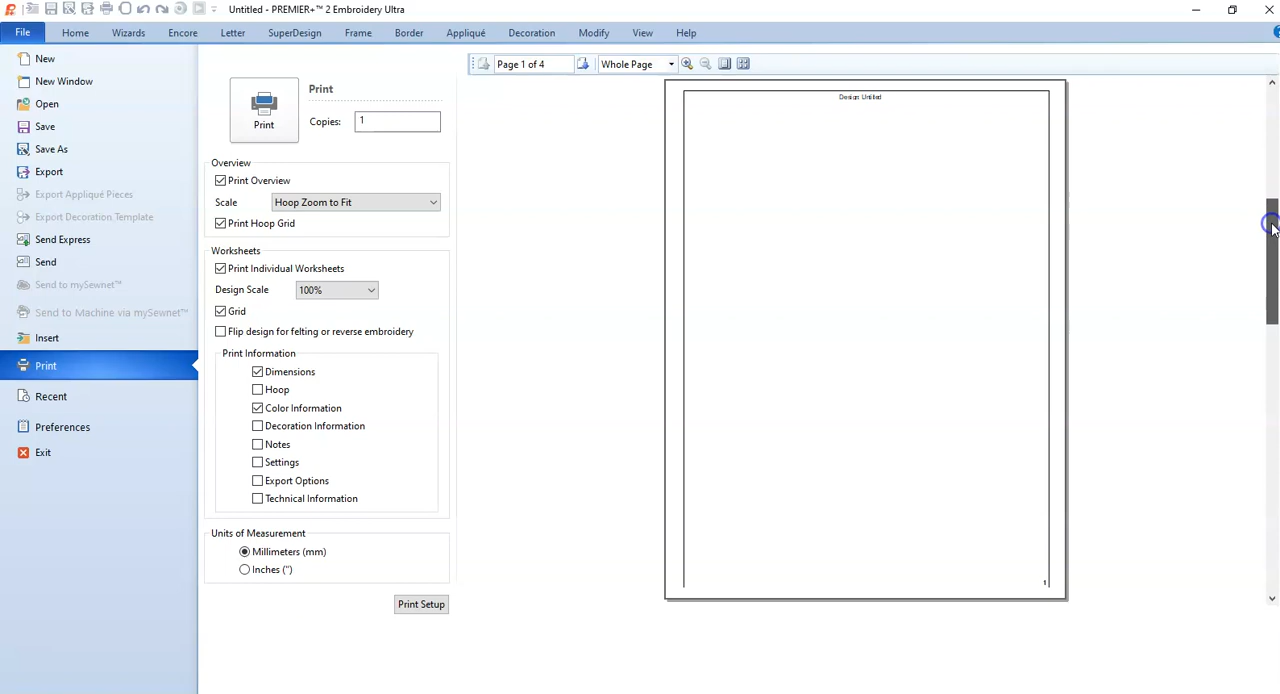 Untitled - PREMIER+™ 2 Embroidery Ultra
File Home Wizards Encore Letter SuperDesign Frame Border Appliqué Decoration Modify View Help
New
New Window
Open
Save
Save As
Export
Export Appliqué Pieces
Export Decoration Template
Send Express
Send
Send to mySewnet™
Send to Machine via mySewnet™
Insert
Print
Recent
Preferences
Exit
Print
Print
Copies: 1
Overview
Print Overview
Scale Hoop Zoom to Fit
Print Hoop Grid
Worksheets
Print Individual Worksheets
Design Scale 100%
Grid
Flip design for felting or reverse embroidery
Print Information
Dimensions
Hoop
Color Information
Decoration Information
Notes
Settings
Export Options
Technical Information
Units of Measurement
Millimeters (mm)
Inches (")
Print Setup
Page 1 of 4 Whole Page
Design: Untitled
1